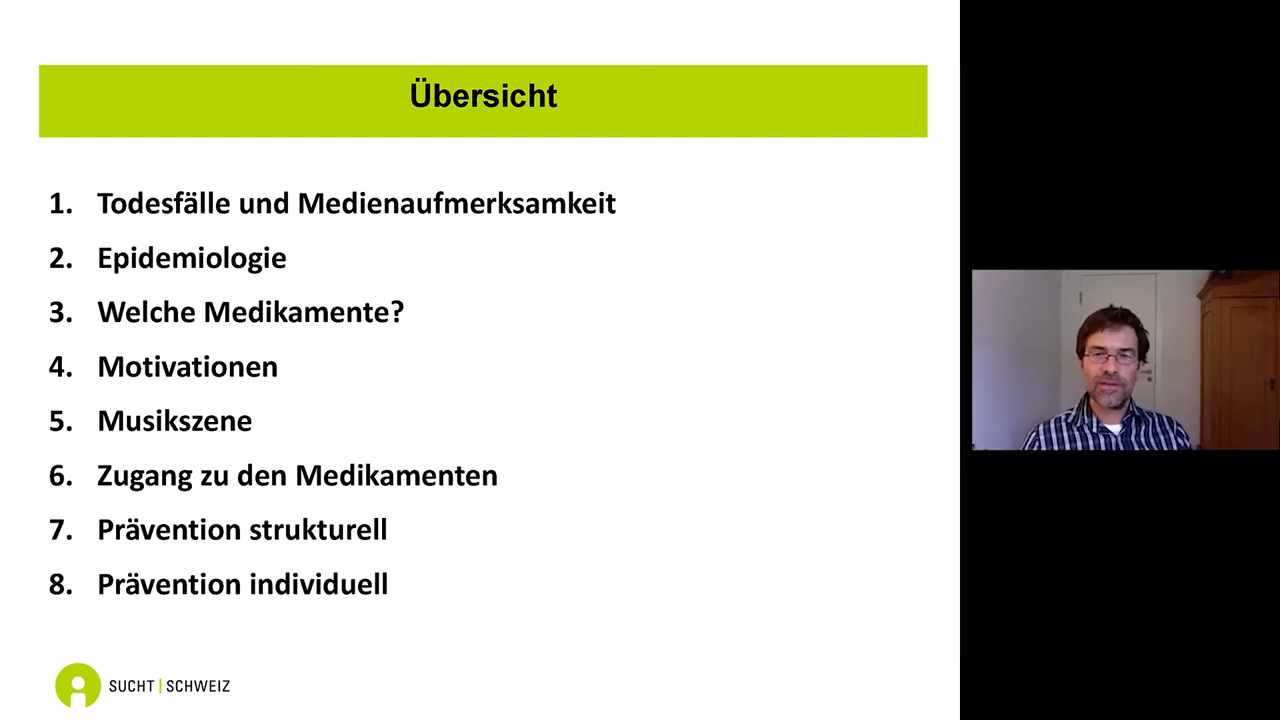 Übersicht
1. Todesfälle und Medienaufmerksamkeit
2. Epidemiologie
3. Welche Medikamente?
4. Motivationen
5. Musikszene
6. Zugang zu den Medikamenten
7. Prävention strukturell
8. Prävention individuell
SUCHT | SCHWEIZ